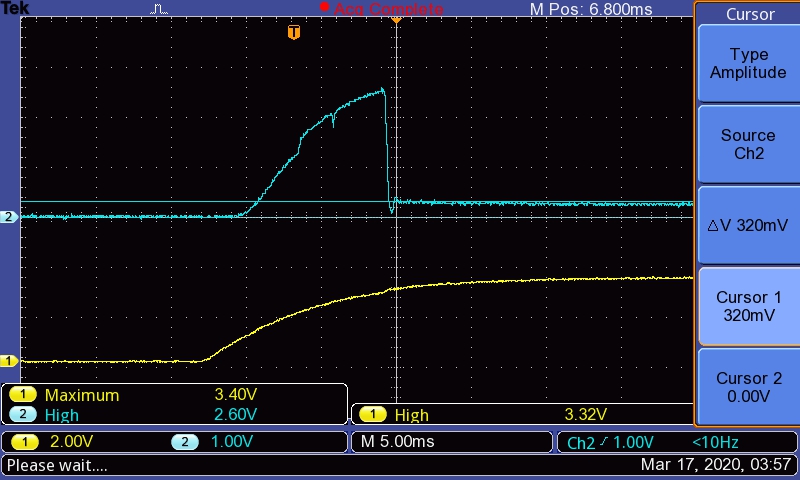 Tek
Acq Complete
M Pos: 6.800ms
Cursor
T
Type
Amplitude
Source
Ch2
△V 320mV
Cursor 1
320mV
Cursor 2
0.00V
2
1
1 Maximum 3.40V
2 High 2.60V
1 High 3.32V
1 2.00V 2 1.00V
M 5.00ms
Ch2 ∕ 1.00V <10Hz
Please wait....
Mar 17, 2020, 03:57